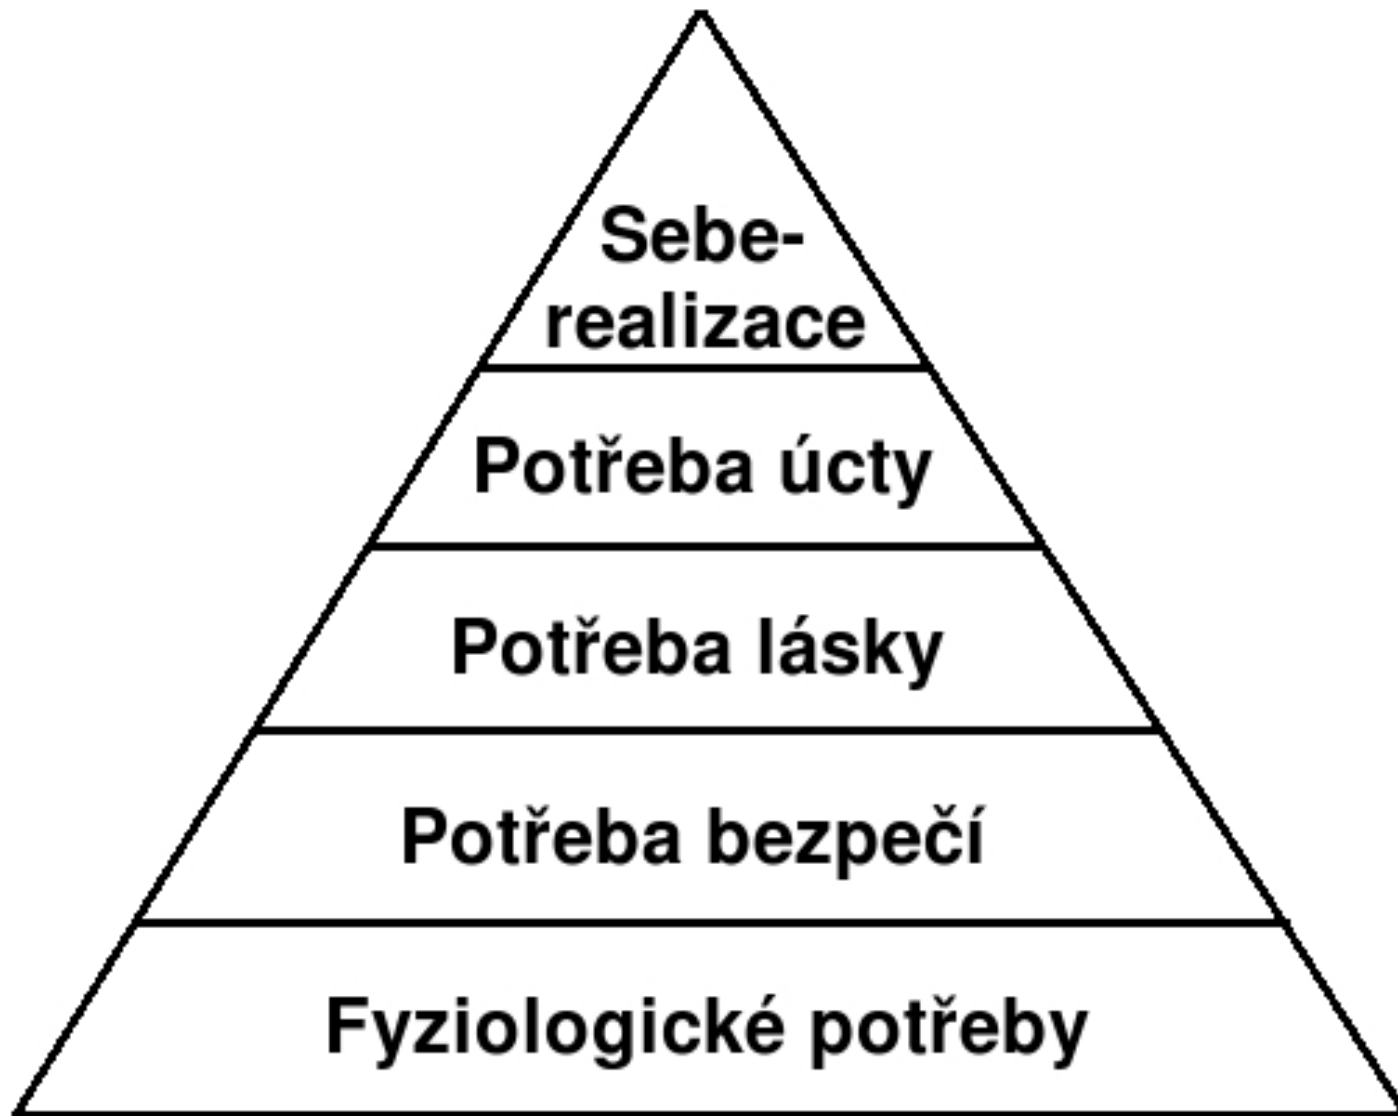 Sebe-
realizace
Potřeba úcty
Potřeba lásky
Potřeba bezpečí
Fyziologické potřeby